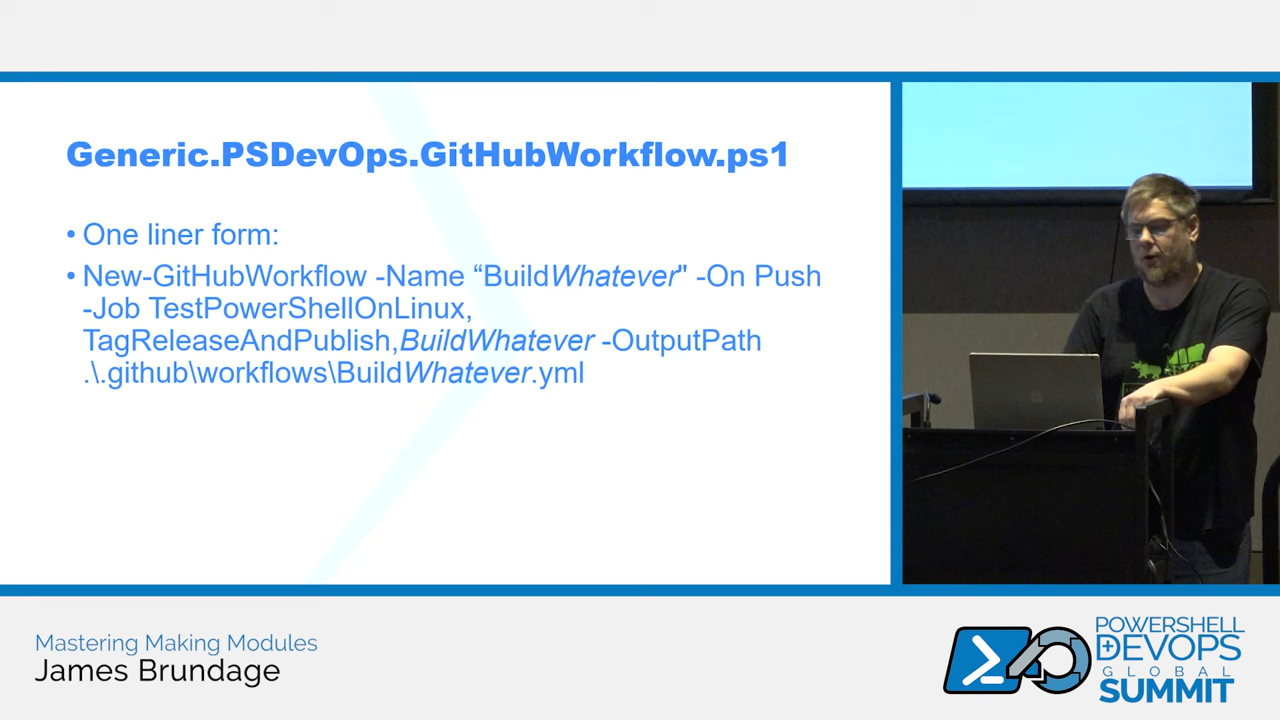 Generic.PSDevOps.GitHubWorkflow.ps1
• One liner form:
• New-GitHubWorkflow -Name “BuildWhatever" -On Push
-Job TestPowerShellOnLinux,
TagReleaseAndPublish,BuildWhatever -OutputPath
.\.github\workflows\BuildWhatever.yml
Mastering Making Modules
James Brundage
POWERSHELL
DEVOPS
GLOBAL
SUMMIT